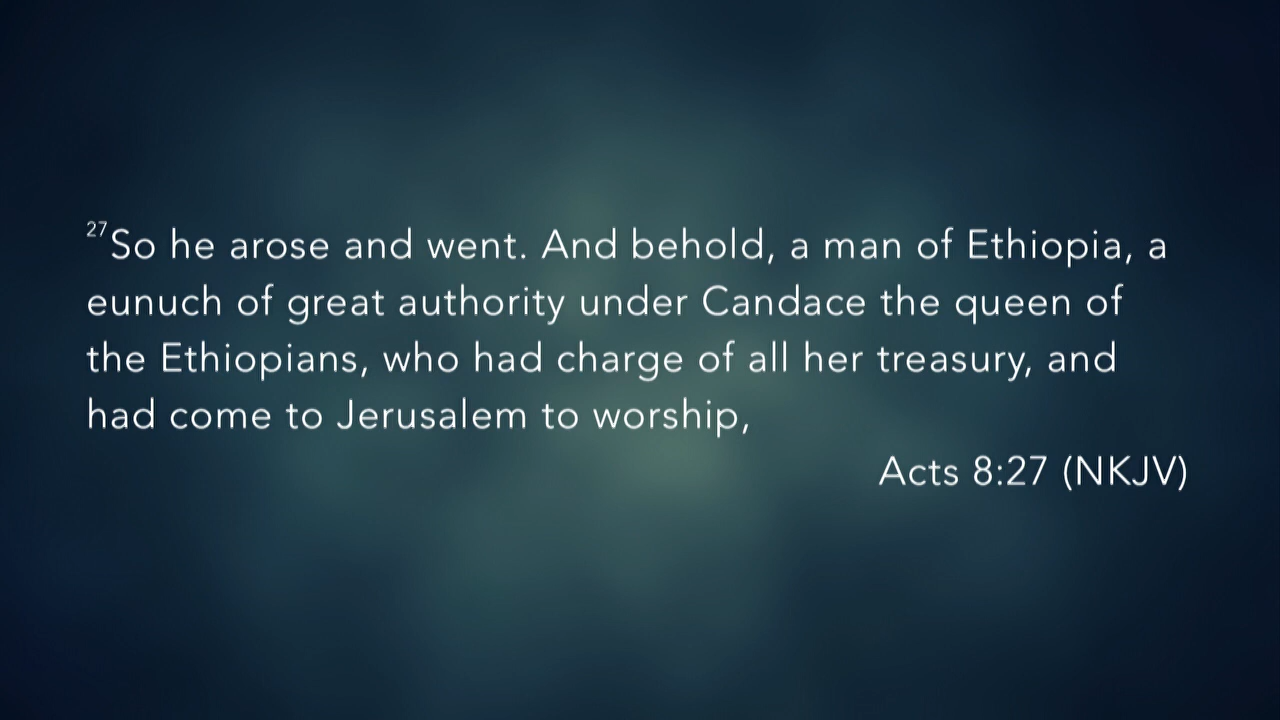 27So he arose and went. And behold, a man of Ethiopia, a
eunuch of great authority under Candace the queen of
the Ethiopians, who had charge of all her treasury, and
had come to Jerusalem to worship,
Acts 8:27 (NKJV)